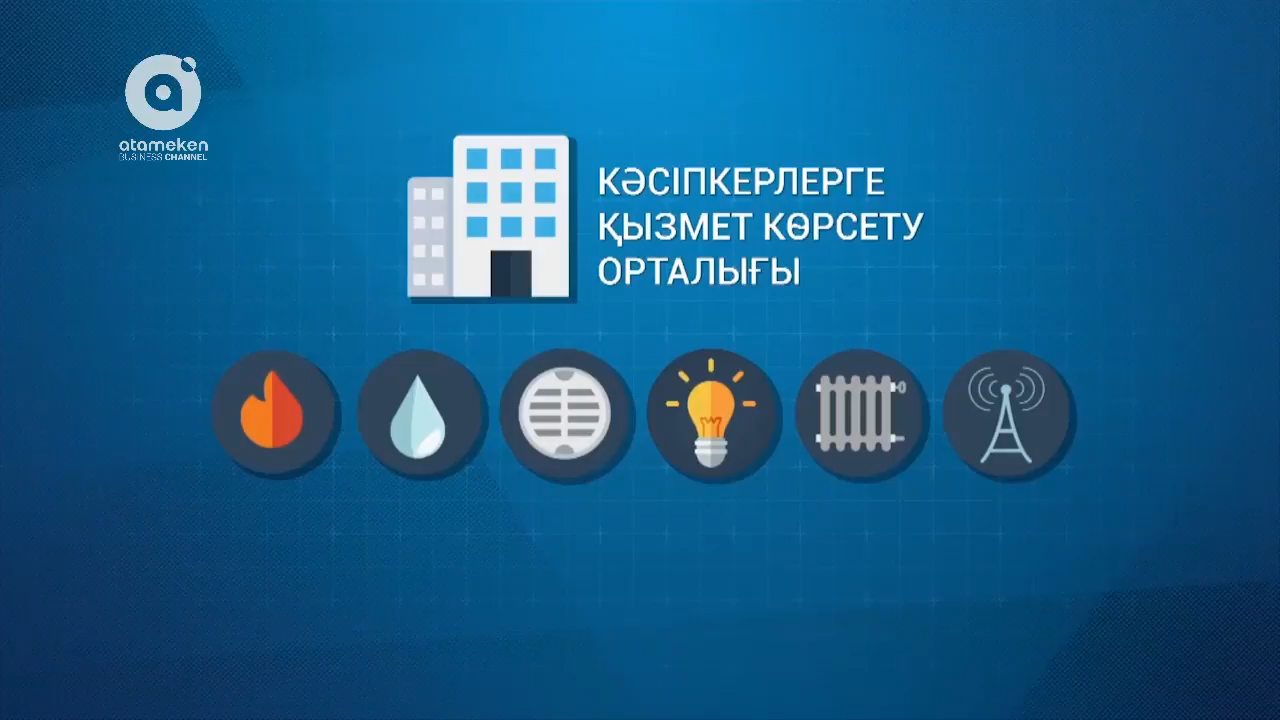 atameken
BUSINESS CHANNEL
КӘСІПКЕРЛЕРГЕ
ҚЫЗМЕТ КӨРСЕТУ
ОРТАЛЫҒЫ